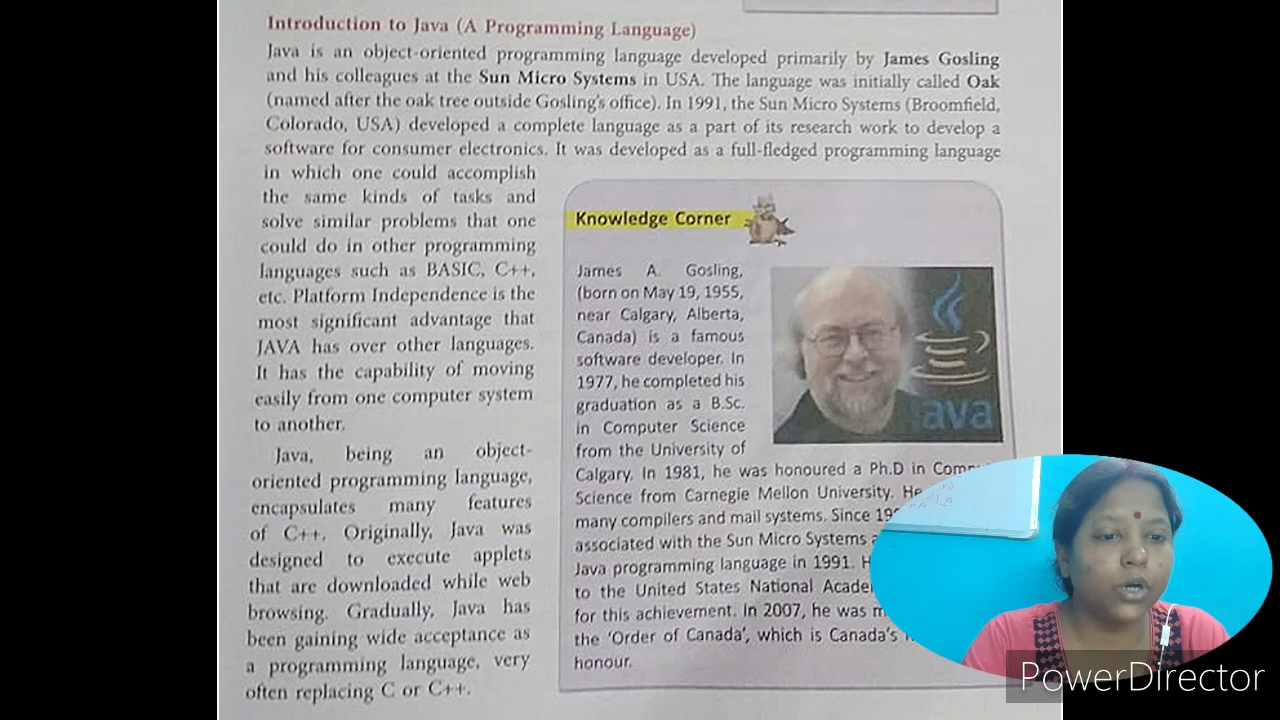 Introduction to Java (A Programming Language)
Java is an object-oriented programming language developed primarily by James Gosling
and his colleagues at the Sun Micro Systems in USA. The language was initially called Oak
(named after the oak tree outside Gosling's office). In 1991, the Sun Micro Systems (Broomfield,
Colorado, USA) developed a complete language as a part of its research work to develop a
software for consumer electronics. It was developed as a full-fledged programming language
in which one could accomplish
the same kinds of tasks and
solve similar problems that one
could do in other programming
languages such as BASIC, C++,
etc. Platform Independence is the
most significant advantage that
JAVA has over other languages.
It has the capability of moving
easily from one computer system
to another.
Java, being an object-
oriented programming language,
encapsulates many features
of C++. Originally, Java was
designed to execute applets
that are downloaded while web
browsing. Gradually, Java has
been gaining wide acceptance as
a programming language, very
often replacing C or C++.
Knowledge Corner
James A. Gosling,
(born on May 19, 1955,
near Calgary, Alberta,
Canada) is a famous
software developer. In
1977, he completed his
graduation as a B.Sc.
in Computer Science
from the University of
Calgary. In 1981, he was honoured a Ph.D in
Science from Carnegie Mellon University. He
many compilers and mail systems. Since
associated with the Sun Micro Systems
Java programming language in 1991.
to the United States National
for this achievement. In 2007, he was
the 'Order of Canada', which is Canada's
honour.
ava
PowerDirector